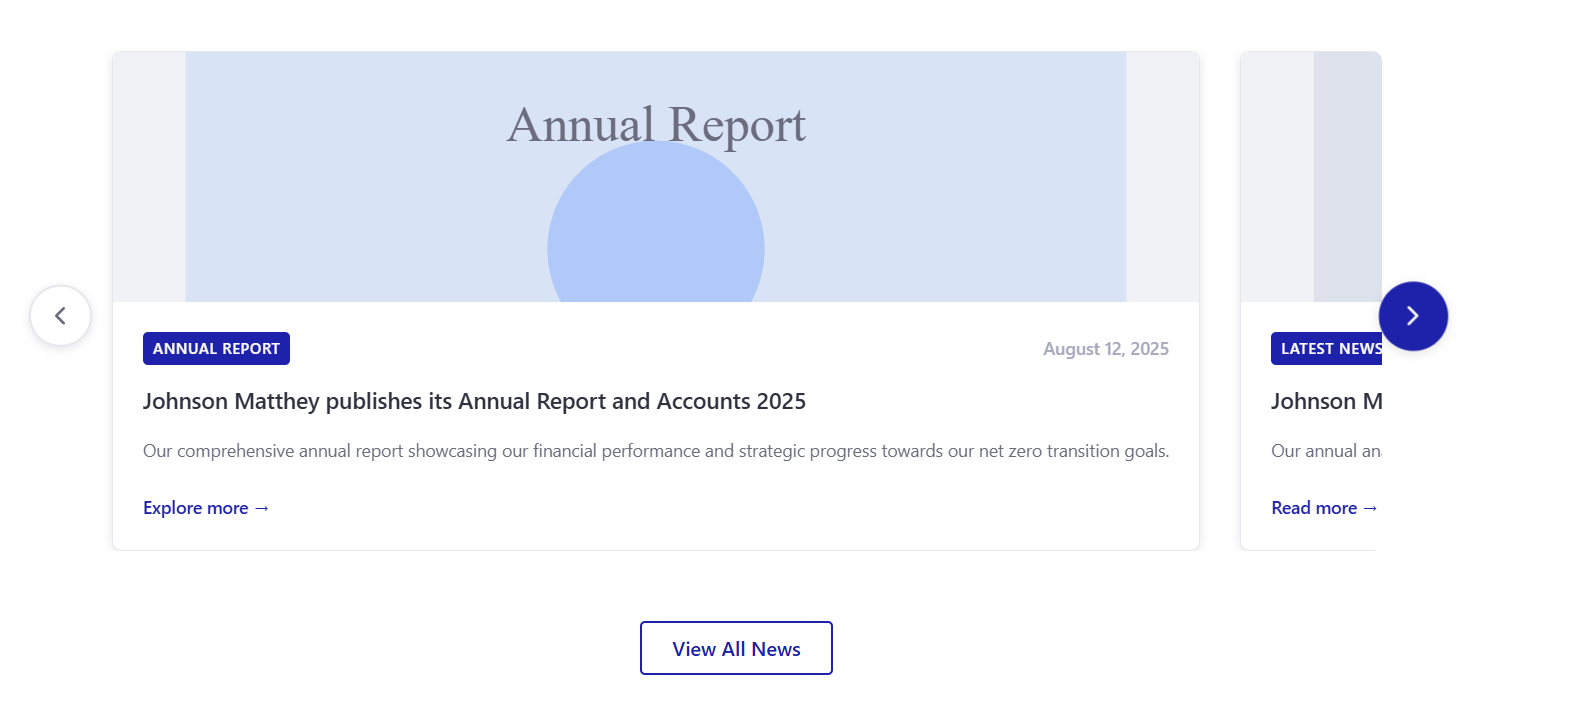 Annual Report
ANNUAL REPORT
August 12, 2025
Johnson Matthey publishes its Annual Report and Accounts 2025
Our comprehensive annual report showcasing our financial performance and strategic progress towards our net zero transition goals.
Explore more →
LATEST NEWS
Johnson M
Our annual an
Read more →
View All News